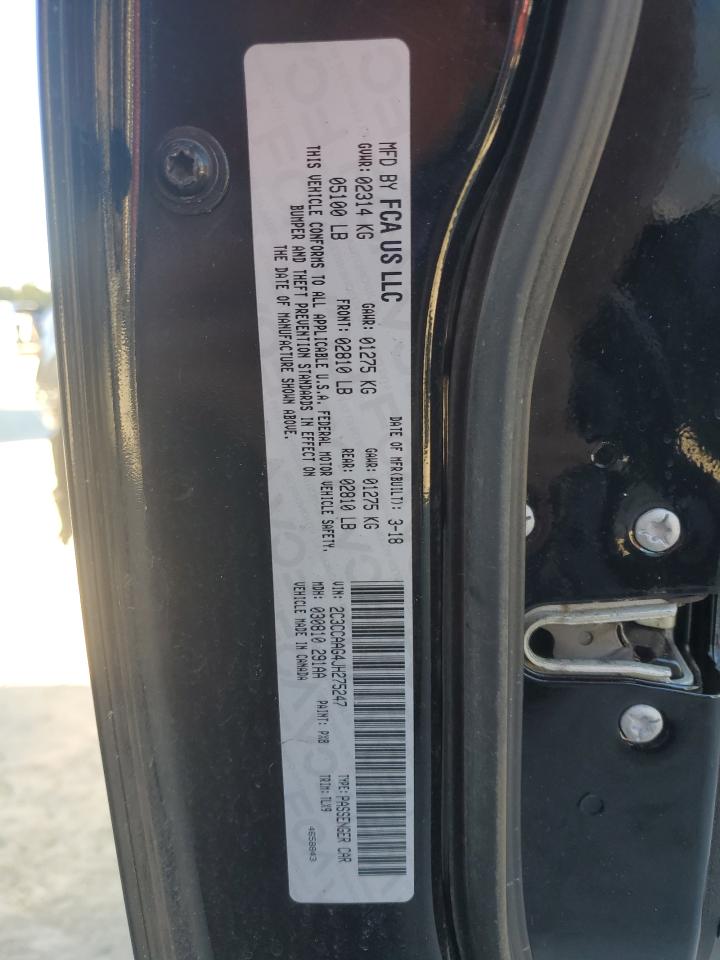 MFD BY FCA US LLC
DATE OF MFR(BUILT): 3-18
GVWR: 02314 KG
GAWR: 01275 KG
GAWR: 01275 KG
05100 LB
FRONT: 02810 LB
REAR: 02810 LB
THIS VEHICLE CONFORMS TO ALL APPLICABLE U.S.A. FEDERAL MOTOR VEHICLE SAFETY,
BUMPER AND THEFT PREVENTION STANDARDS IN EFFECT ON
THE DATE OF MANUFACTURE SHOWN ABOVE.
VIN: 2C3CCAAG4JH275247
TYPE: PASSENGER CAR
MDH: 030810 291AA
PAINT: PX8
TRIM: TLX9
VEHICLE MADE IN CANADA
4658843